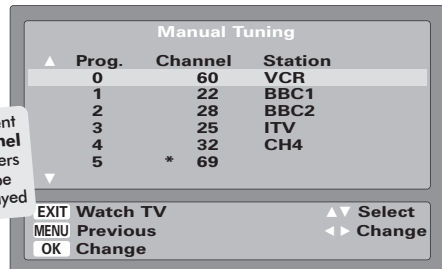 Manual Tuning
▲ Prog. Channel Station
0 60 VCR
1 22 BBC1
2 28 BBC2
3 25 ITV
4 32 CH4
5 * 69
▼
EXIT Watch TV ▲▼ Select
MENU Previous ◄► Change
OK Change